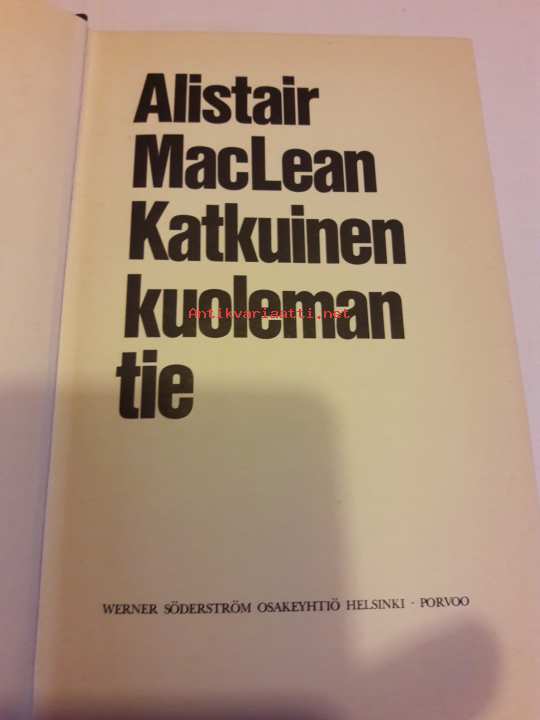 Alistair
MacLean
Katkuinen
kuoleman
Antikvariaatti.net
tie
WERNER SÖDERSTRÖM OSAKEYHTIÖ HELSINKI · PORVOO